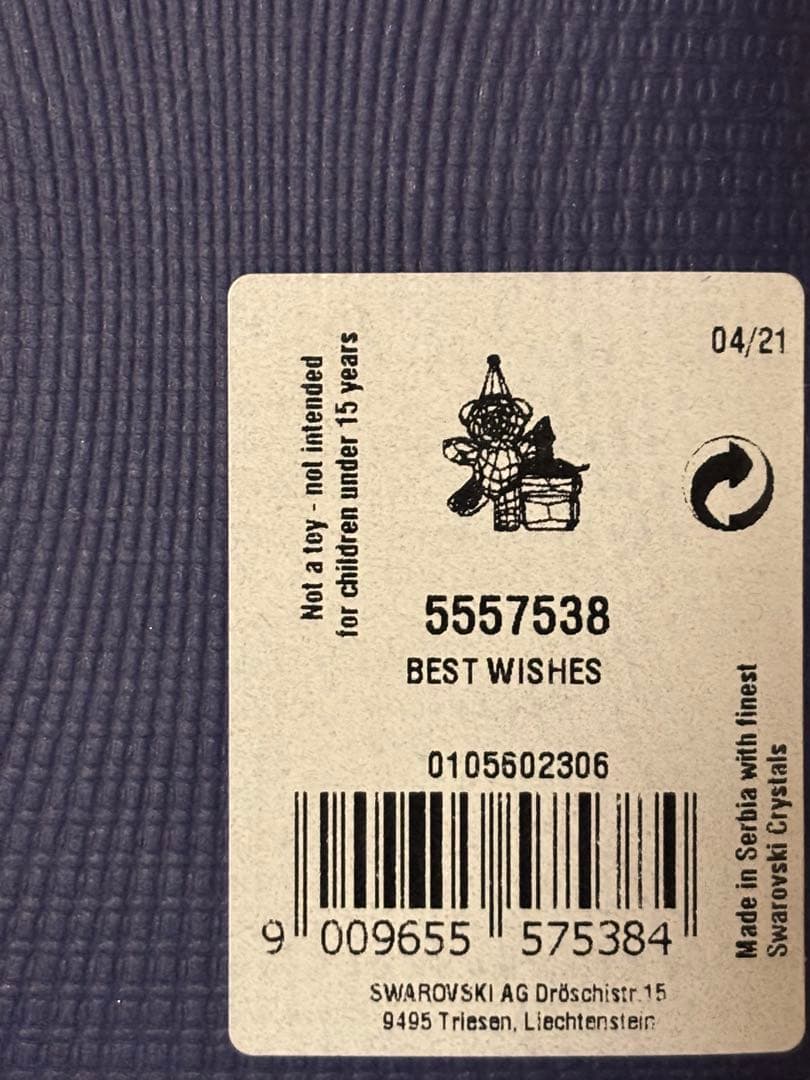 04/21
Not a toy - not intended
for children under 15 years
5557538
BEST WISHES
0105602306
9 009655 575384
Made in Serbia with finest
Swarovski Crystals
SWAROVSKI AG Dröschistr.15
9495 Triesen, Liechtenstein